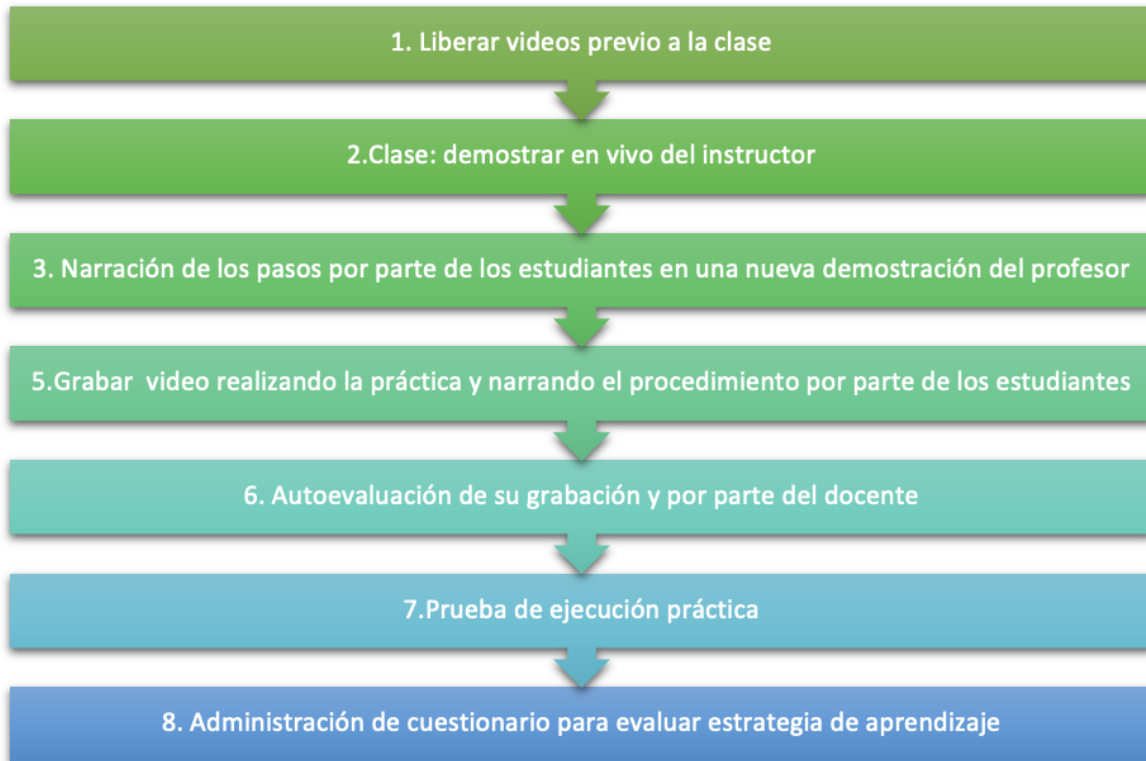 1. Liberar videos previo a la clase
2.Clase: demostrar en vivo del instructor
3. Narración de los pasos por parte de los estudiantes en una nueva demostración del profesor
5.Grabar  video realizando la práctica y narrando el procedimiento por parte de los estudiantes
6. Autoevaluación de su grabación y por parte del docente
7.Prueba de ejecución práctica
8. Administración de cuestionario para evaluar estrategia de aprendizaje